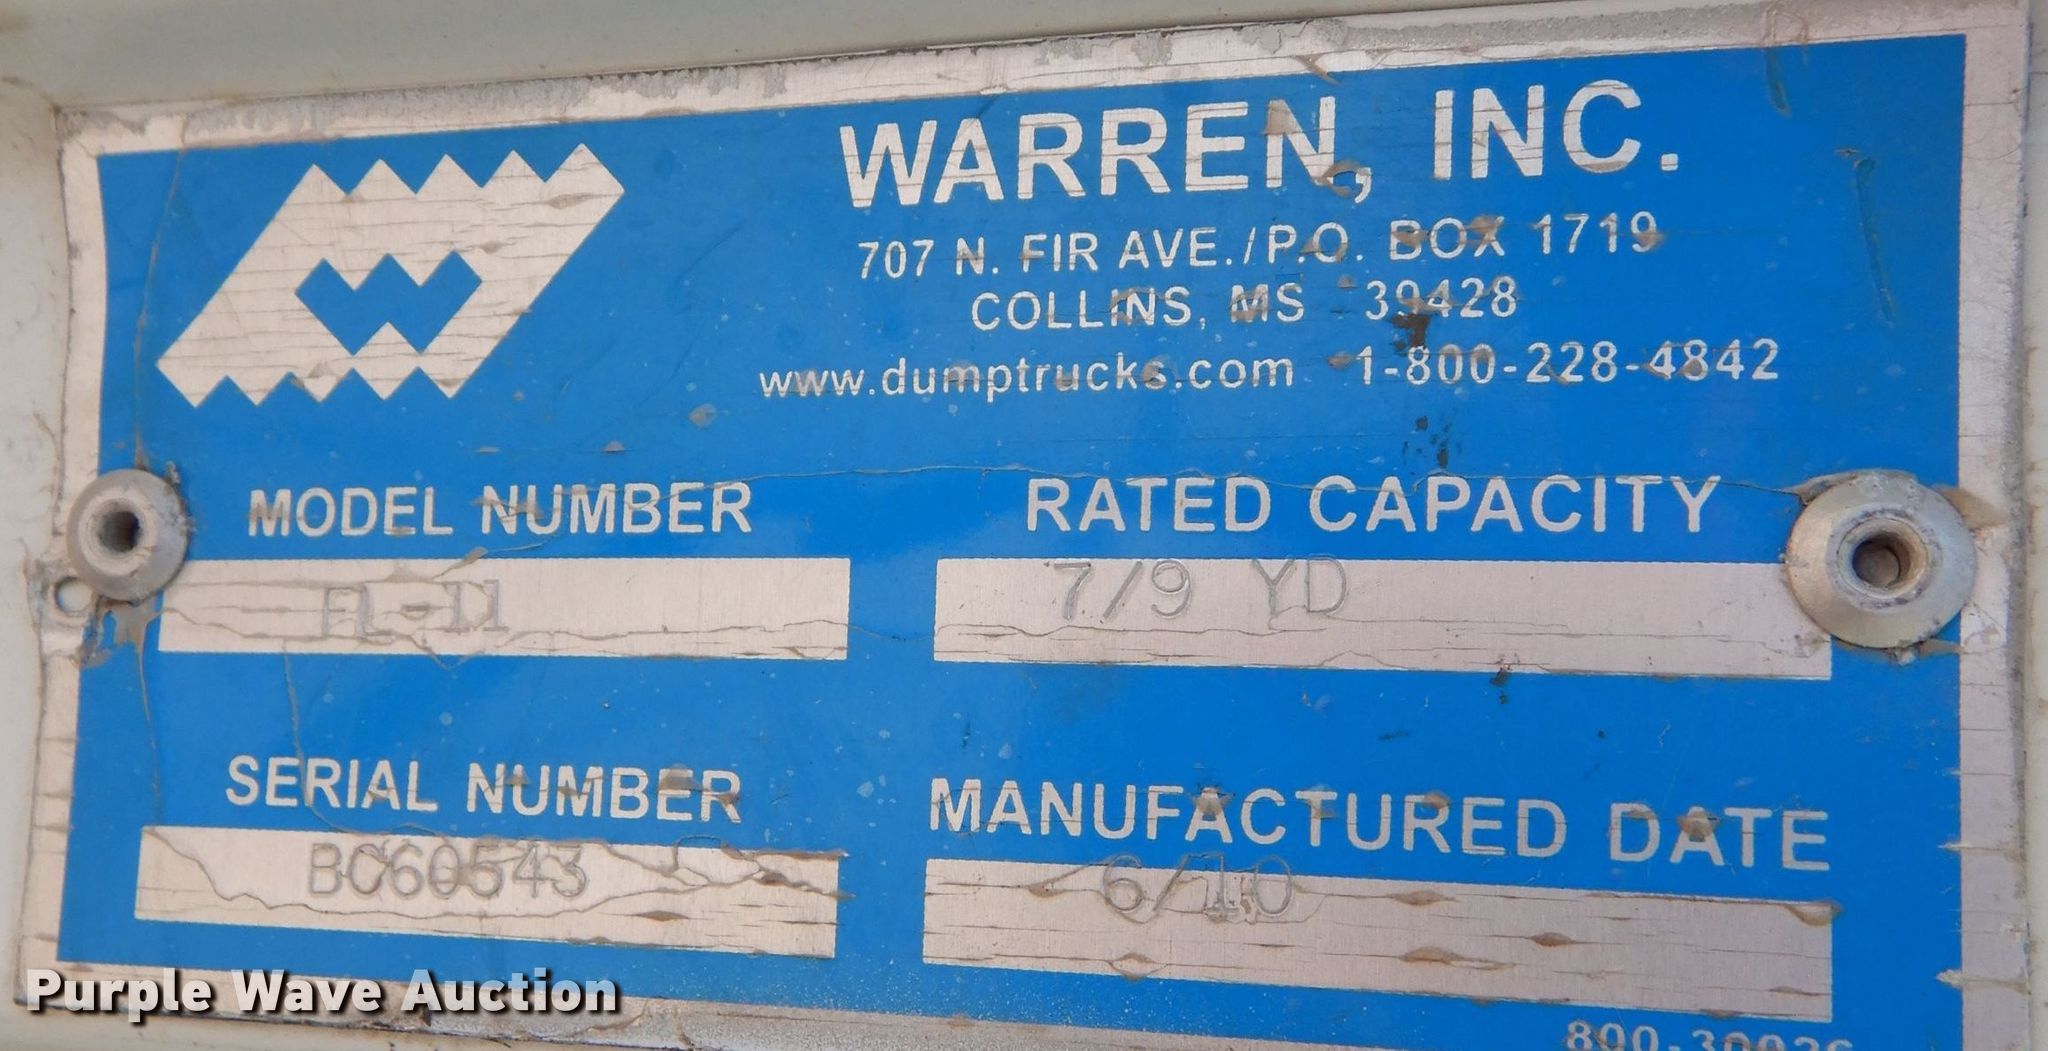 WARREN, INC.
707 N. FIR AVE./P.O. BOX 1719
COLLINS, MS 39428
www.dumptrucks.com 1-800-228-4842
MODEL NUMBER RATED CAPACITY
FL-11 7/9 YD
SERIAL NUMBER MANUFACTURED DATE
BC60543 6/10
Purple Wave Auction